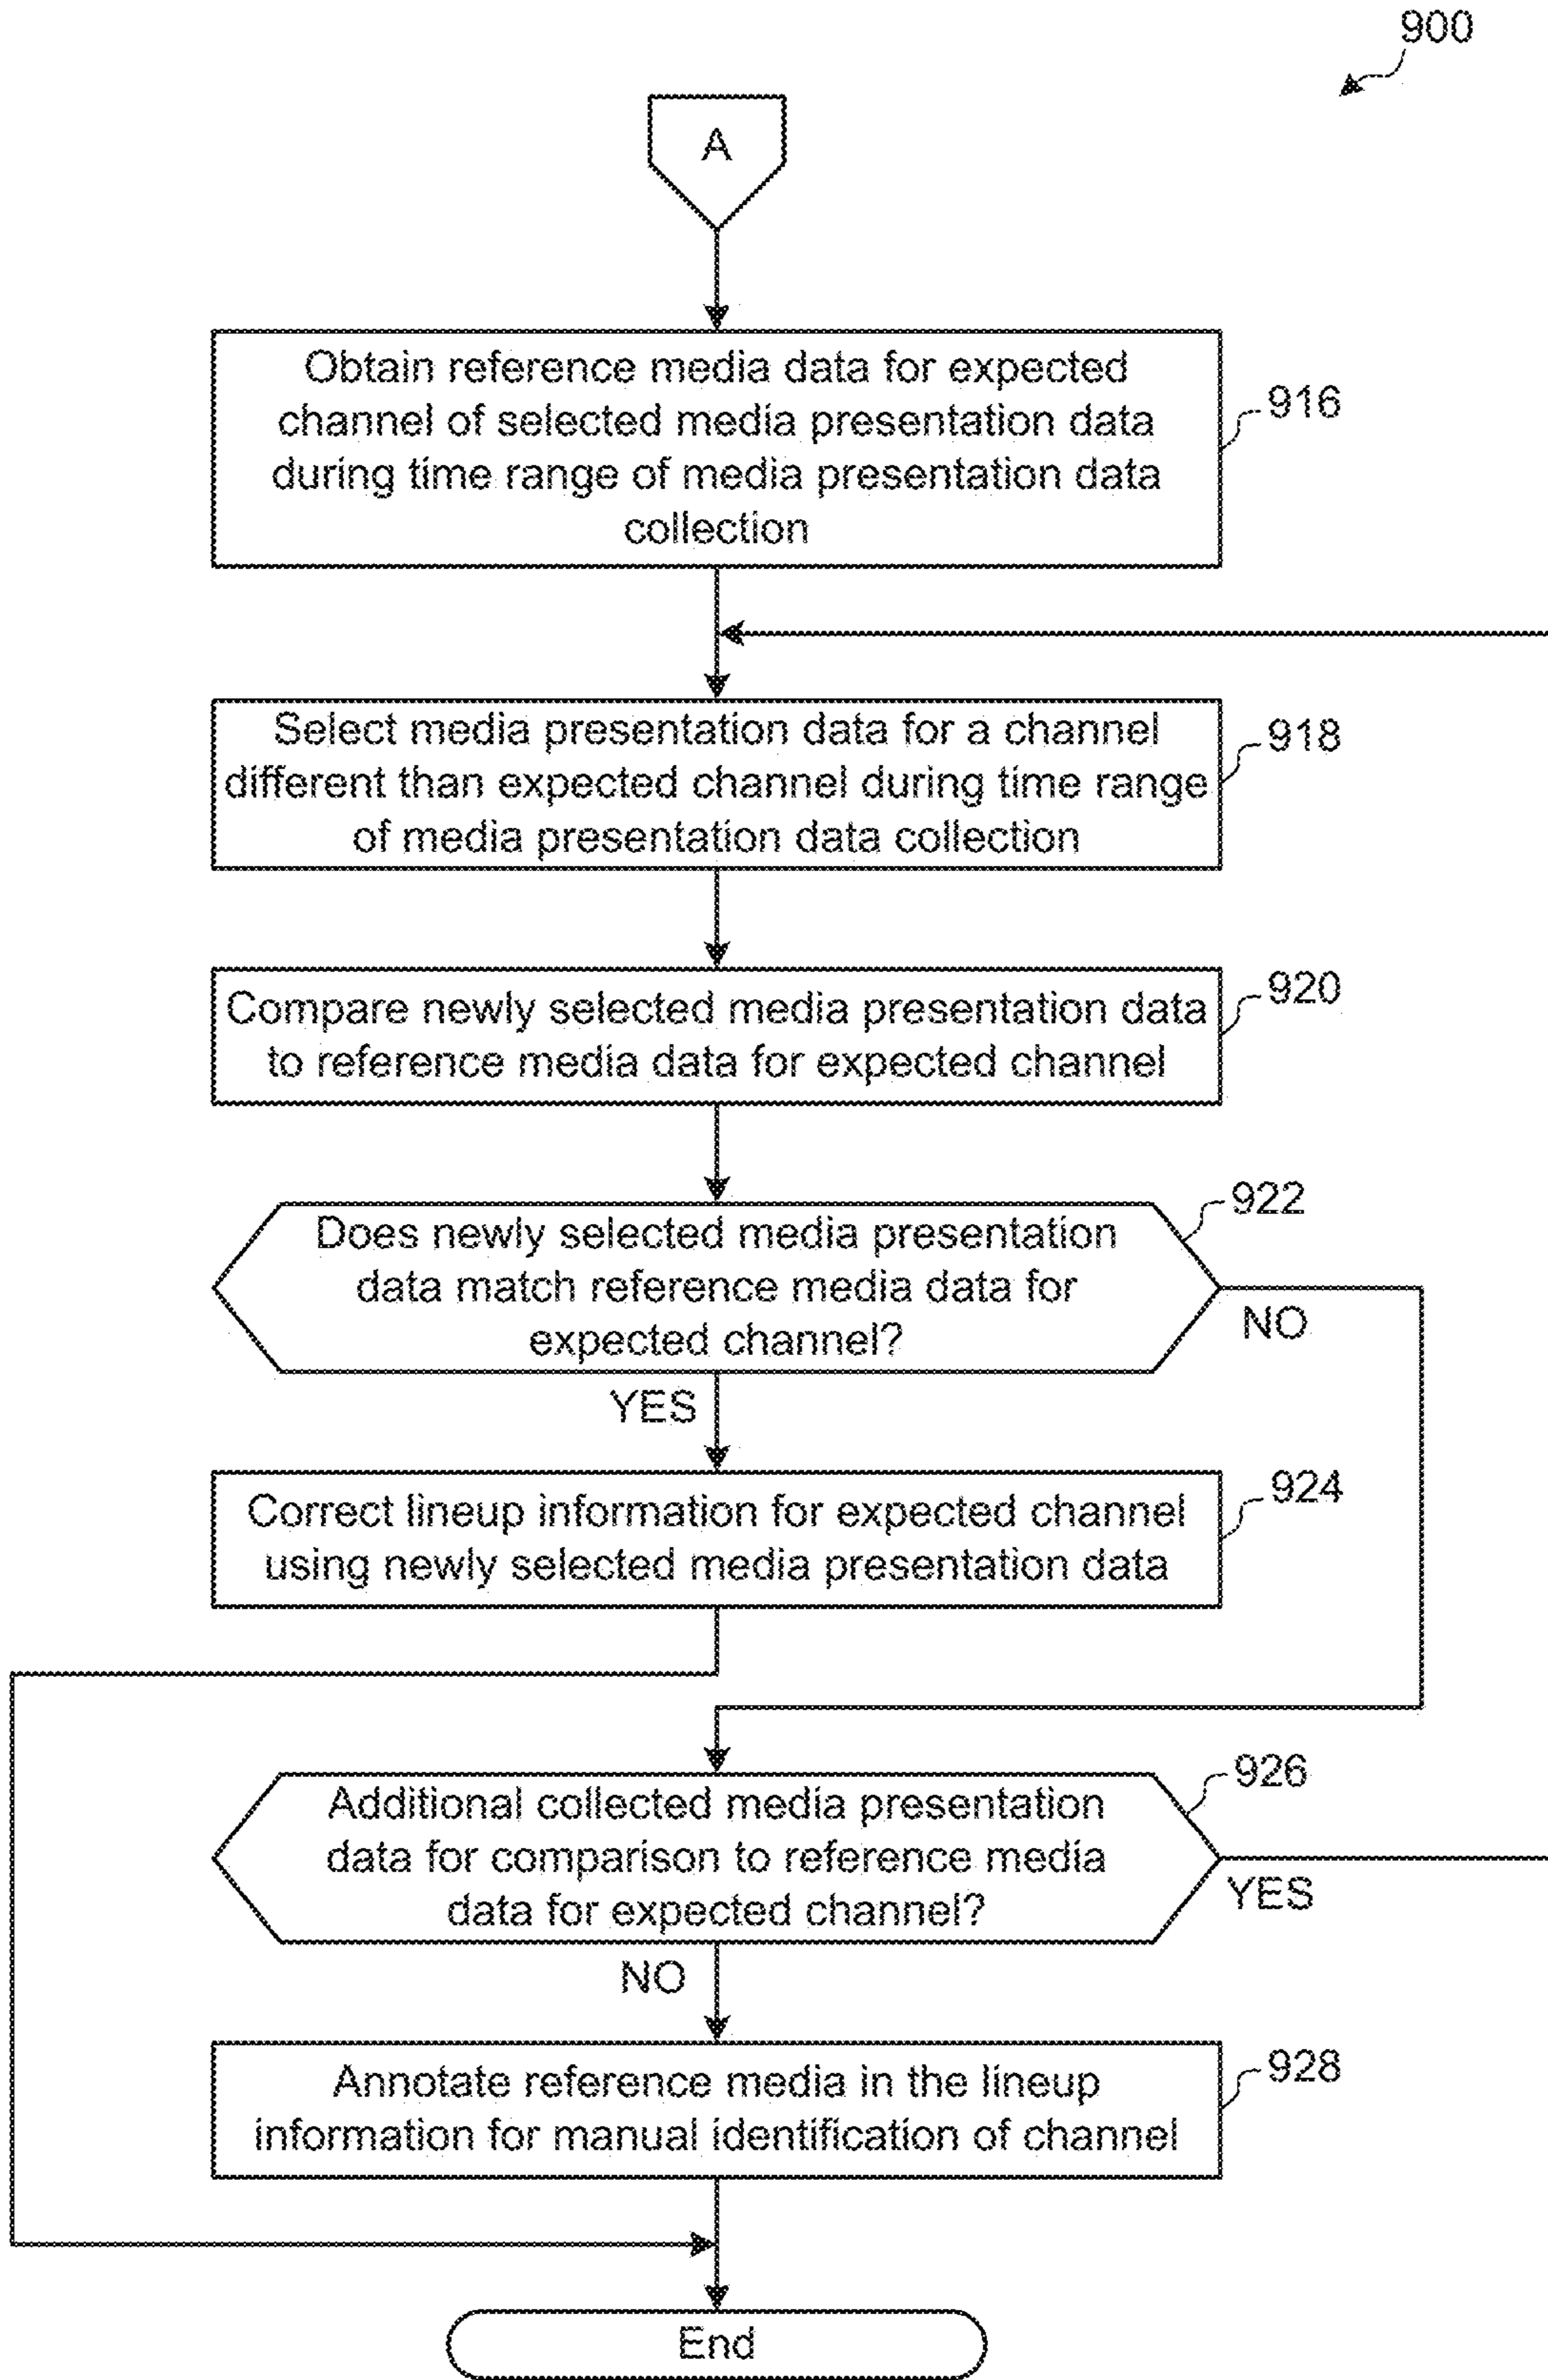 900
A
Obtain reference media data for expected
channel of selected media presentation data
during time range of media presentation data
collection
916
Select media presentation data for a channel
different than expected channel during time range
of media presentation data collection
918
Compare newly selected media presentation data
to reference media data for expected channel
920
Does newly selected media presentation
data match reference media data for
expected channel?
922
NO
YES
Correct lineup information for expected channel
using newly selected media presentation data
924
Additional collected media presentation
data for comparison to reference media
data for expected channel?
926
YES
NO
Annotate reference media in the lineup
information for manual identification of channel
928
End